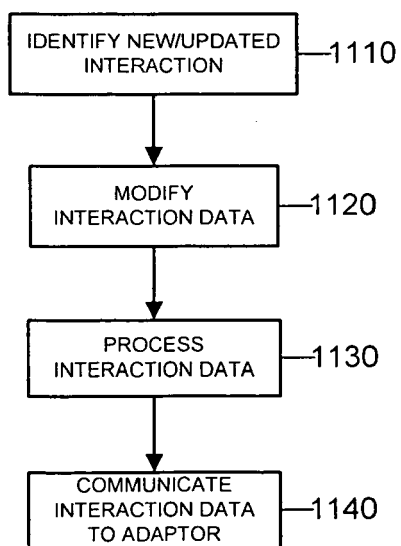 IDENTIFY NEW/UPDATED
INTERACTION
1110
MODIFY
INTERACTION DATA
1120
PROCESS
INTERACTION DATA
1130
COMMUNICATE
INTERACTION DATA
TO ADAPTOR
1140